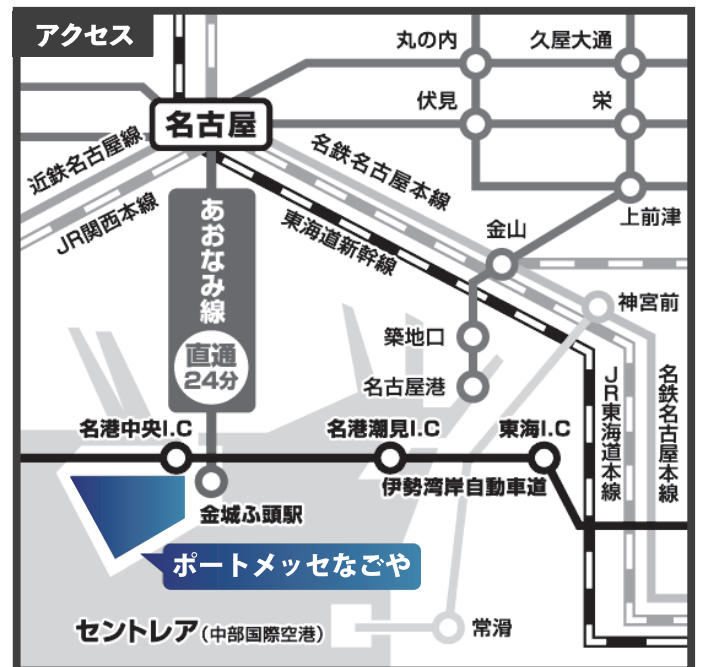 アクセス
丸の内
久屋大通
伏見
栄
名古屋
近鉄名古屋線
JR関西本線
名鉄名古屋本線
東海道新幹線
上前津
金山
あおなみ線
直通
24分
神宮前
築地口
名古屋港
JR東海道本線
名鉄名古屋本線
名港中央I.C
名港潮見I.C
東海I.C
伊勢湾岸自動車道
金城ふ頭駅
ポートメッセなごや
セントレア(中部国際空港)
常滑